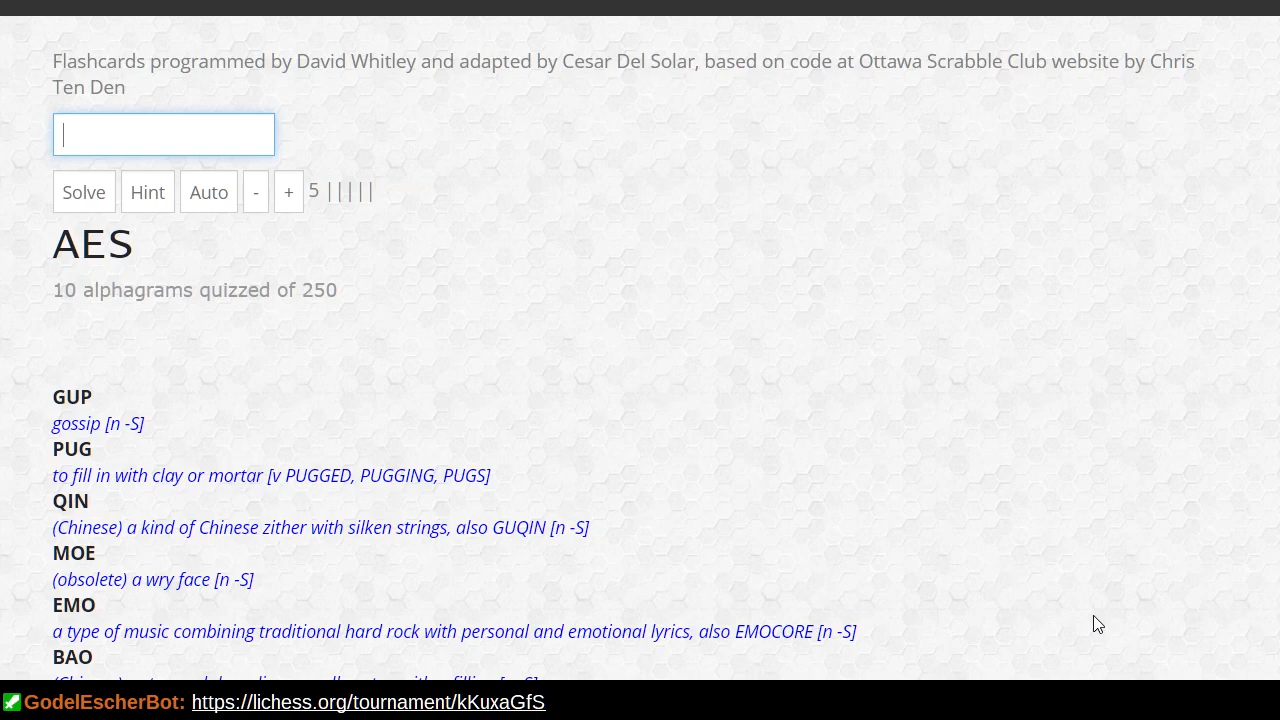 Flashcards programmed by David Whitley and adapted by Cesar Del Solar, based on code at Ottawa Scrabble Club website by Chris
Ten Den
Solve Hint Auto - + 5 |||||
AES
10 alphagrams quizzed of 250
GUP
gossip [n -S]
PUG
to fill in with clay or mortar [v PUGGED, PUGGING, PUGS]
QIN
(Chinese) a kind of Chinese zither with silken strings, also GUQIN [n -S]
MOE
(obsolete) a wry face [n -S]
EMO
a type of music combining traditional hard rock with personal and emotional lyrics, also EMOCORE [n -S]
BAO
GodelEscherBot: https://lichess.org/tournament/kKuxaGfS